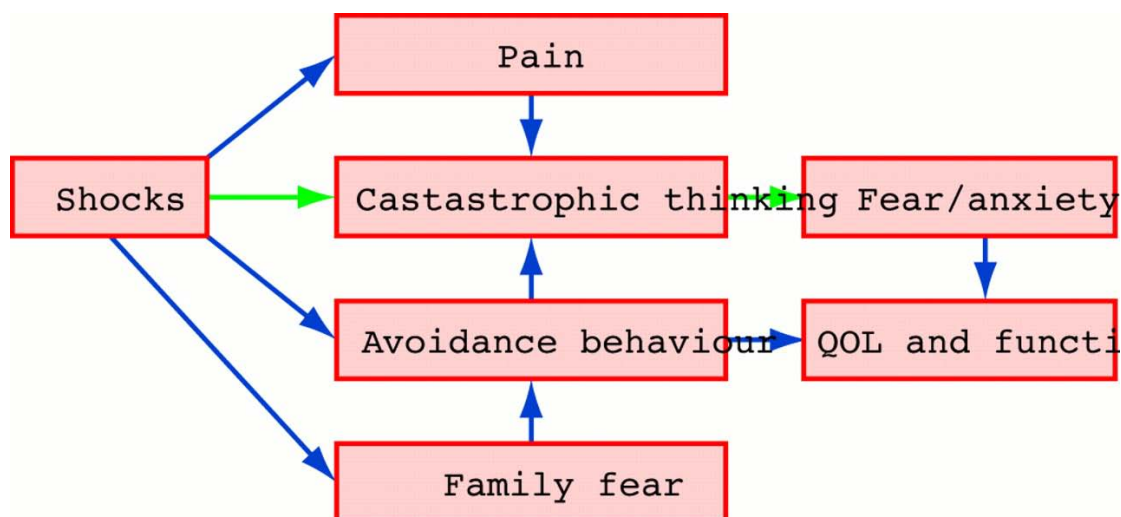 Pain
Shocks
Castastrophic thinking
Fear/anxiety
Avoidance behaviour
QOL and functi
Family fear